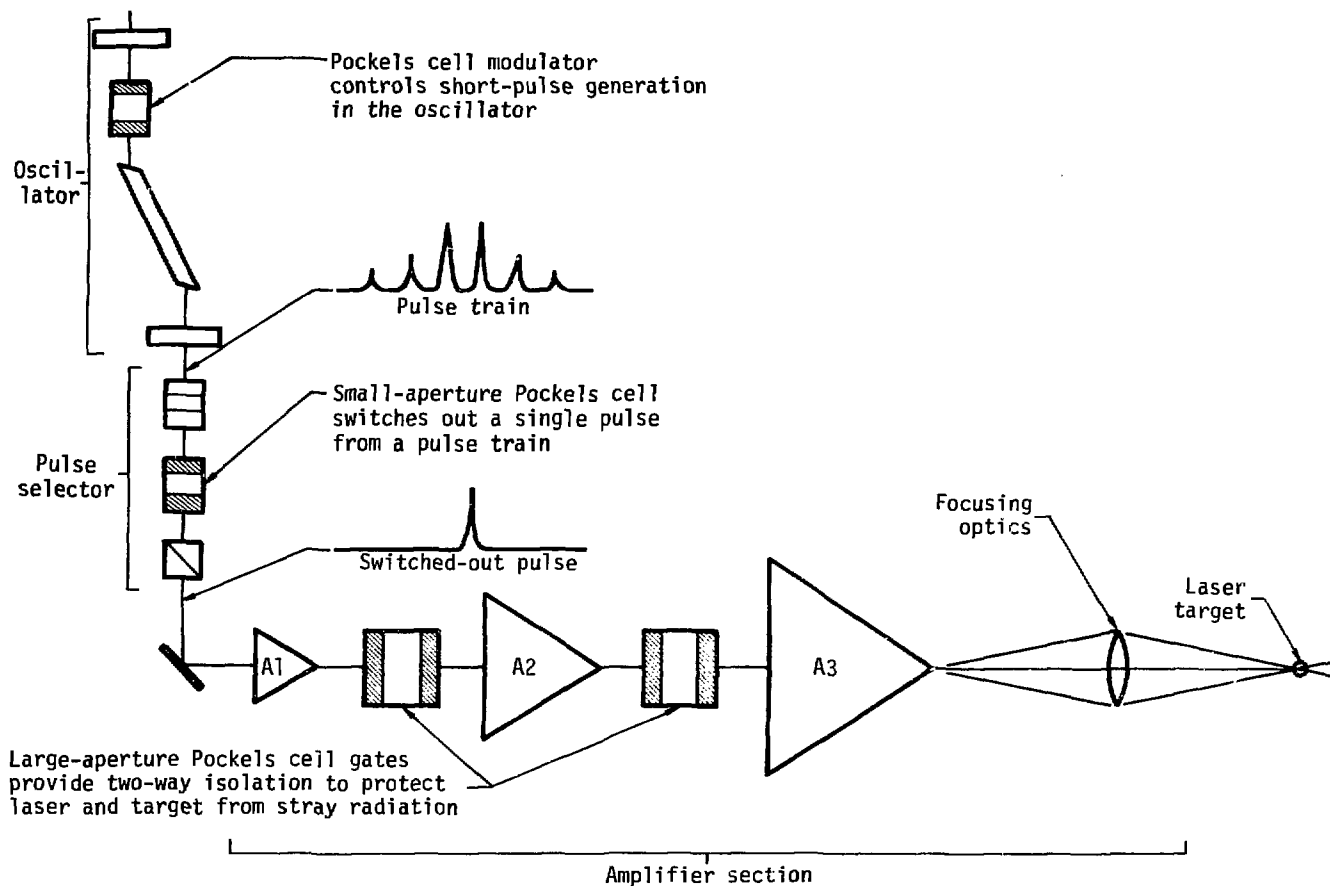 Pockels cell modulator
controls short-pulse generation
in the oscillator
Oscil-
lator
Pulse train
Small-aperture Pockels cell
switches out a single pulse
from a pulse train
Pulse
selector
Switched-out pulse
Focusing
optics
Laser
target
A1
A2
A3
Large-aperture Pockels cell gates
provide two-way isolation to protect
laser and target from stray radiation
Amplifier section